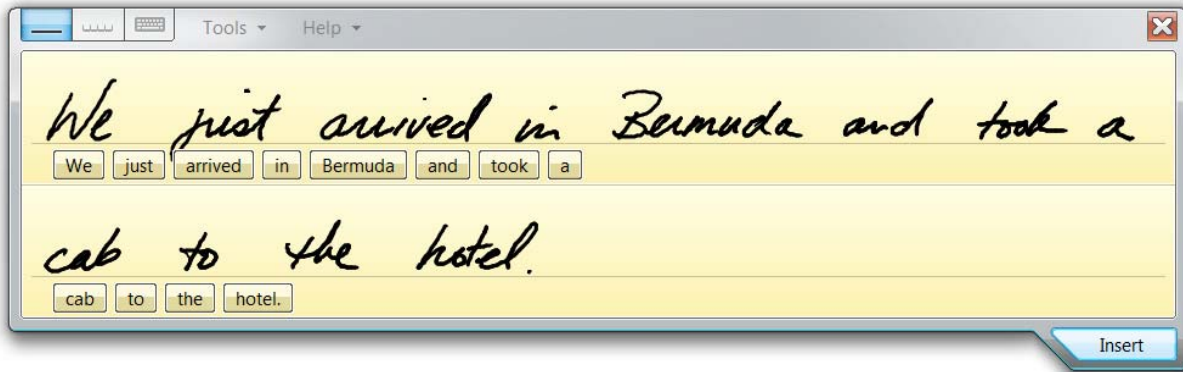 Tools Help
We just arrived in Bermuda and took a
We just arrived in Bermuda and took a
cab to the hotel.
cab to the hotel.
Insert